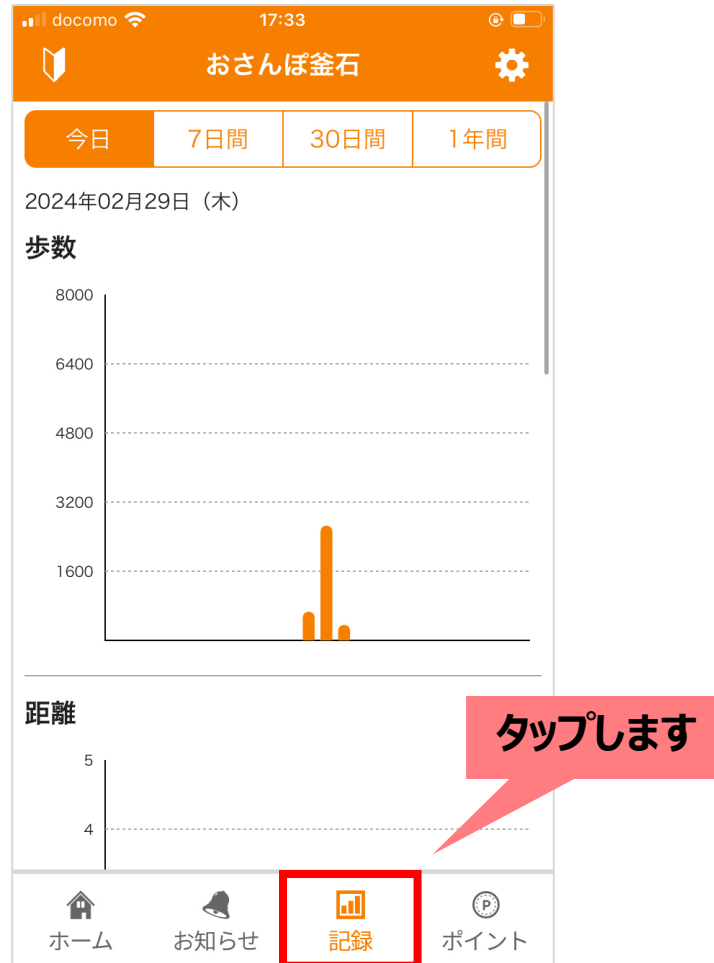 docomo 17:33
おさんぽ釜石
今日 7日間 30日間 1年間
2024年02月29日（木）
歩数
8000
6400
4800
3200
1600
距離
タップします
5
4
ホーム お知らせ 記録 P ポイント